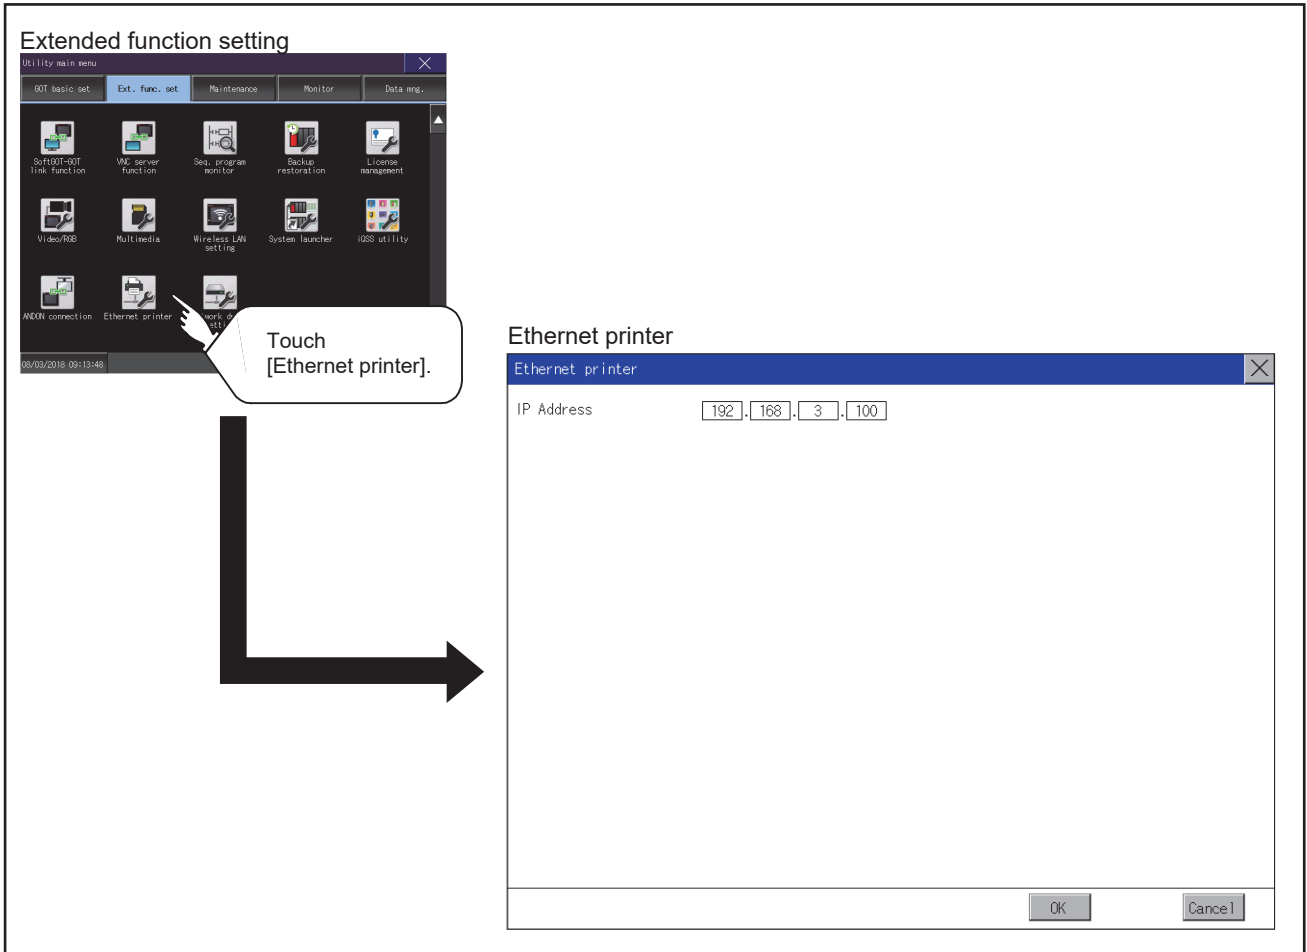 Extended function setting
Utility main menu
GOT basic set
Ext. func. set
Maintenance
Monitor
Data mng.
SoftGOT-GOT
link function
VNC server
function
Seq. program
monitor
Backup
restoration
License
management
Video/RGB
Multimedia
Wireless LAN
setting
System launcher
iQSS utility
ANDON connection
Ethernet printer
08/03/2018 09:13:48
Touch
[Ethernet printer].
Ethernet printer
Ethernet printer
IP Address 192.168.3.100
OK
Cancel